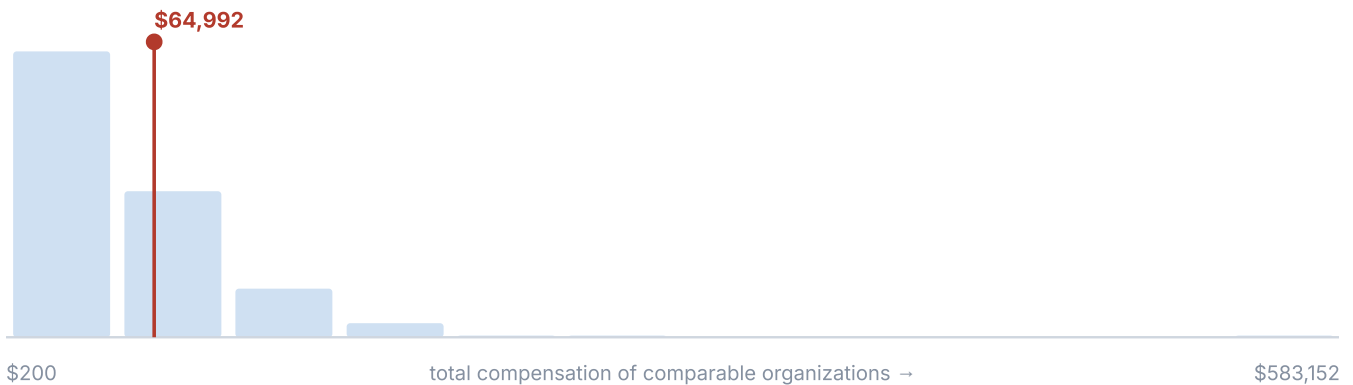 $64,992
$200 total compensation of comparable organizations → $583,152